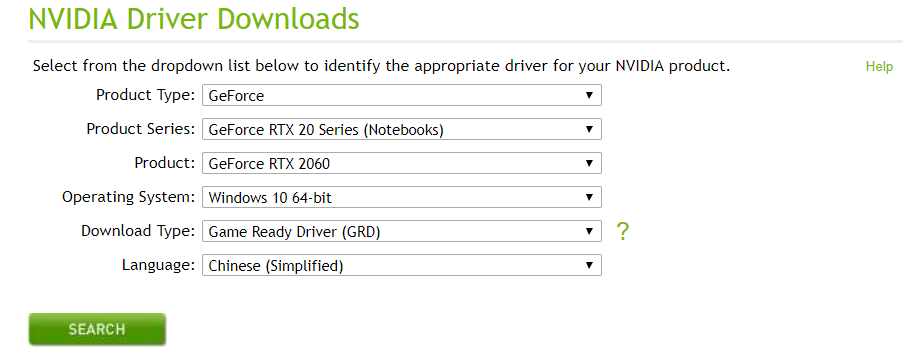 NVIDIA Driver Downloads
Select from the dropdown list below to identify the appropriate driver for your NVIDIA product.
Help
Product Type: GeForce
Product Series: GeForce RTX 20 Series (Notebooks)
Product: GeForce RTX 2060
Operating System: Windows 10 64-bit
Download Type: Game Ready Driver (GRD) ?
Language: Chinese (Simplified)
SEARCH